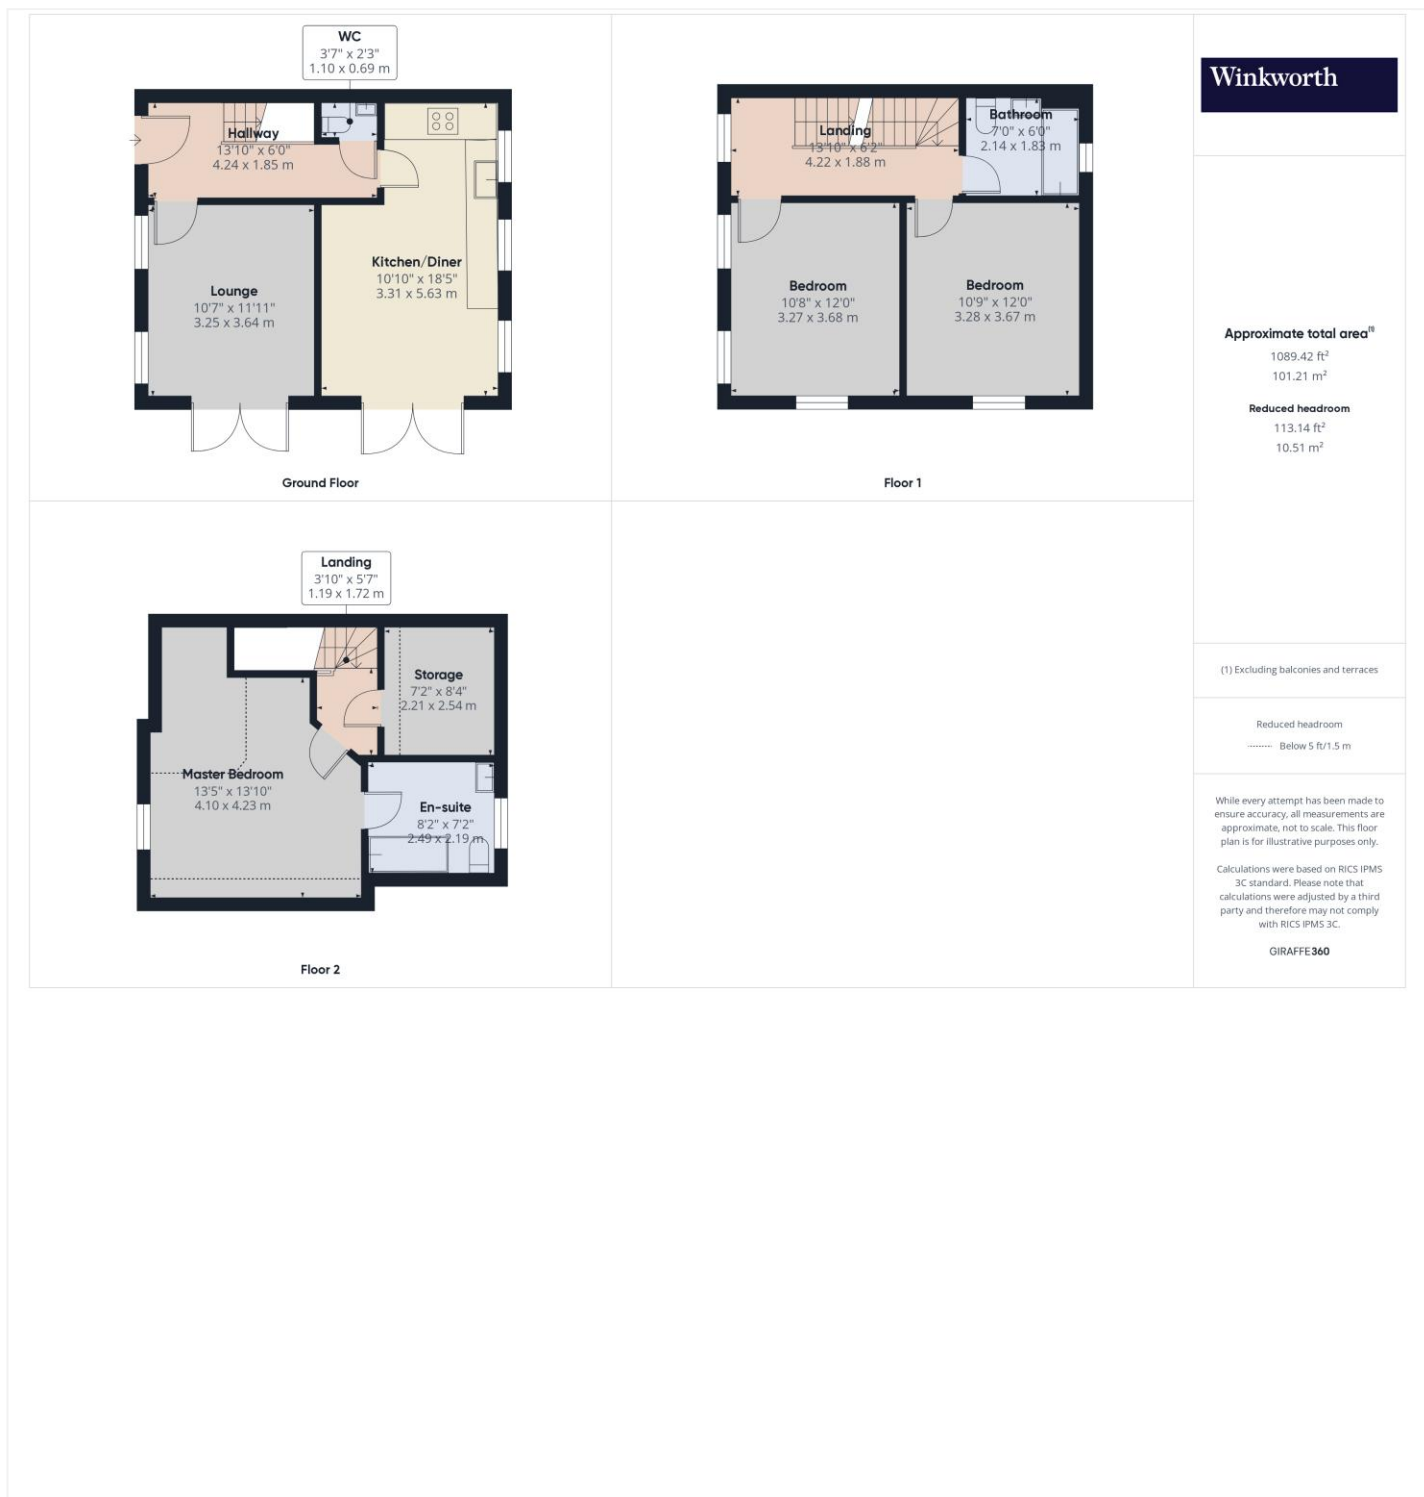 WC
3'7" x 2'3"
1.10 x 0.69 m
Hallway
13'10" x 6'0"
4.24 x 1.85 m
Lounge
10'7" x 11'11"
3.25 x 3.64 m
Kitchen/Diner
10'10" x 18'5"
3.31 x 5.63 m
Ground Floor
Landing
13'10" x 6'2"
4.22 x 1.88 m
Bathroom
7'0" x 6'0"
2.14 x 1.83 m
Bedroom
10'8" x 12'0"
3.27 x 3.68 m
Bedroom
10'9" x 12'0"
3.28 x 3.67 m
Floor 1
Landing
3'10" x 5'7"
1.19 x 1.72 m
Storage
7'2" x 8'4"
2.21 x 2.54 m
Master Bedroom
13'5" x 13'10"
4.10 x 4.23 m
En-suite
8'2" x 7'2"
2.49 x 2.19 m
Floor 2
Winkworth
Approximate total area(1)
1089.42 ft²
101.21 m²
Reduced headroom
113.14 ft²
10.51 m²
(1) Excluding balconies and terraces
Reduced headroom
Below 5 ft/1.5 m
While every attempt has been made to
ensure accuracy, all measurements are
approximate, not to scale. This floor
plan is for illustrative purposes only.
Calculations were based on RICS IPMS
3C standard. Please note that
calculations were adjusted by a third
party and therefore may not comply
with RICS IPMS 3C.
GIRAFFE360